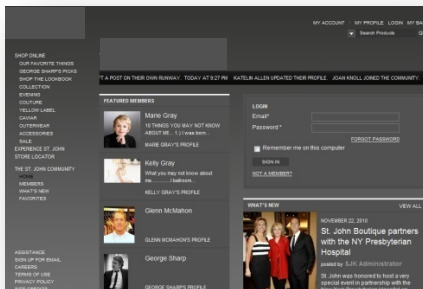 MY ACCOUNT MY PROFILE LOGIN MY BA
Search Products
SHOP ONLINE
OUR FAVORITE THINGS
GEORGE SHARP'S PICKS
SHOP THE LOOKBOOK
COLLECTION
EVENING
COUTURE
YELLOW LABEL
CAVIAR
OUTERWEAR
ACCESSORIES
SALE
EXPERIENCE ST. JOHN
STORE LOCATOR
THE ST. JOHN COMMUNITY
HOME
MEMBERS
WHAT'S NEW
FAVORITES
ASSISTANCE
SIGN UP FOR EMAIL
CAREERS
TERMS OF USE
PRIVACY POLICY
'T A POST ON THEIR OWN RUNWAY. TODAY AT 9:27 PM KATELIN ALLEN UPDATED THEIR PROFILE. JOAN KNOLL JOINED THE COMMUNITY.
FEATURED MEMBERS
Marie Gray
10 THINGS YOU MAY NOT KNOW
ABOUT ME... 1.) I was born...
MARIE GRAY'S PROFILE
Kelly Gray
What you may not know about
me........... I ballroom...
KELLY GRAY'S PROFILE
Glenn McMahon
GLENN MCMAHON'S PROFILE
George Sharp
GEORGE SHARP'S PROFILE
LOGIN
Email*
Password*
FORGOT PASSWORD
Remember me on this computer
SIGN IN
NOT A MEMBER?
WHAT'S NEW
VIEW ALL
NOVEMBER 22, 2010
St. John Boutique partners
with the NY Presbyterian
Hospital
posted by SJK Administrator
St. John was honored to host a very
special event in partnership with the